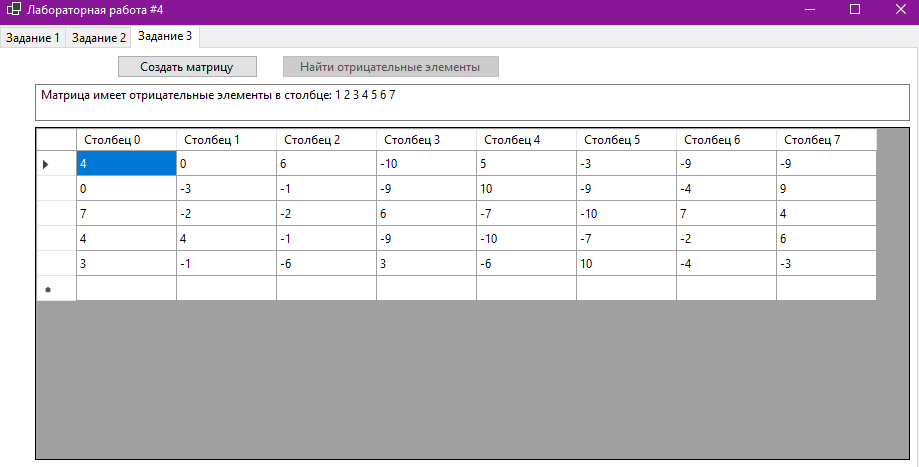 Лабораторная работа #4
Задание 1 Задание 2 Задание 3
Создать матрицу Найти отрицательные элементы
Матрица имеет отрицательные элементы в столбце: 1 2 3 4 5 6 7
Столбец 0 Столбец 1 Столбец 2 Столбец 3 Столбец 4 Столбец 5 Столбец 6 Столбец 7
4 0 6 -10 5 -3 -9 -9
0 -3 -1 -9 10 -9 -4 9
7 -2 -2 6 -7 -10 7 4
4 4 -1 -9 -10 -7 -2 6
3 -1 -6 3 -6 10 -4 -3